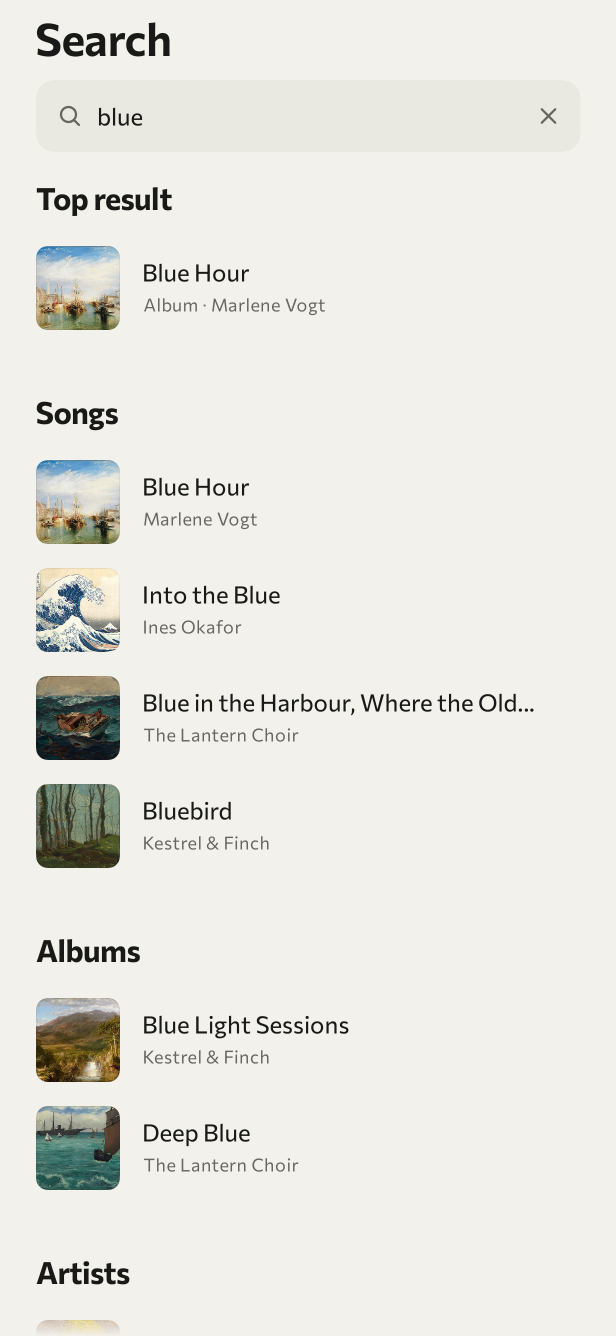 Search
blue
Top result
Blue Hour
Album · Marlene Vogt
Songs
Blue Hour
Marlene Vogt
Into the Blue
Ines Okafor
Blue in the Harbour, Where the Old...
The Lantern Choir
Bluebird
Kestrel & Finch
Albums
Blue Light Sessions
Kestrel & Finch
Deep Blue
The Lantern Choir
Artists